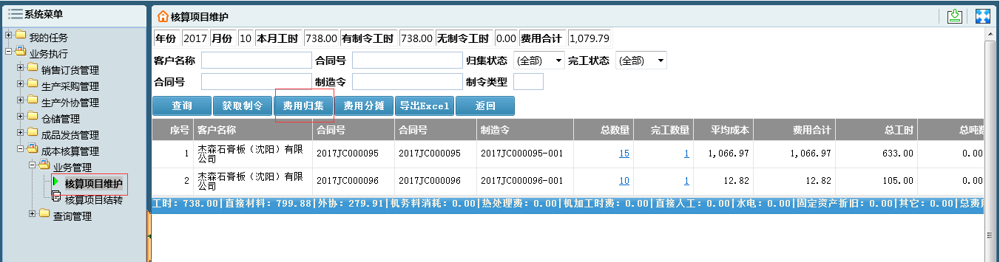 系统菜单
我的任务
业务执行
销售订货管理
生产采购管理
生产外协管理
仓储管理
成品发货管理
成本核算管理
业务管理
核算项目维护
核算项目结转
查询管理
核算项目维护
年份 2017 月份 10 本月工时 738.00 有制令工时 738.00 无制令工时 0.00 费用合计 1,079.79
客户名称 合同号 归集状态 (全部) 完工状态 (全部)
合同号 制造令 制令类型
查询 获取制令 费用归集 费用分摊 导出Excel 返回
序号 客户名称 合同号 合同号 制造令 总数量 完工数量 平均成本 费用合计 总工时 总吨数
1 杰森石膏板（沈阳）有限公司 2017JC000095 2017JC000095 2017JC000095-001 15 1 1,066.97 1,066.97 633.00 0.00
2 杰森石膏板（沈阳）有限公司 2017JC000096 2017JC000096 2017JC000096-001 10 1 12.82 12.82 105.00 0.00
工时：738.00|直接材料：799.88|外协：279.91|机务料消耗：0.00|热处理费：0.00|机加工时费：0.00|直接人工：0.00|水电：0.00|固定资产折旧：0.00|其它：0.00|总费用